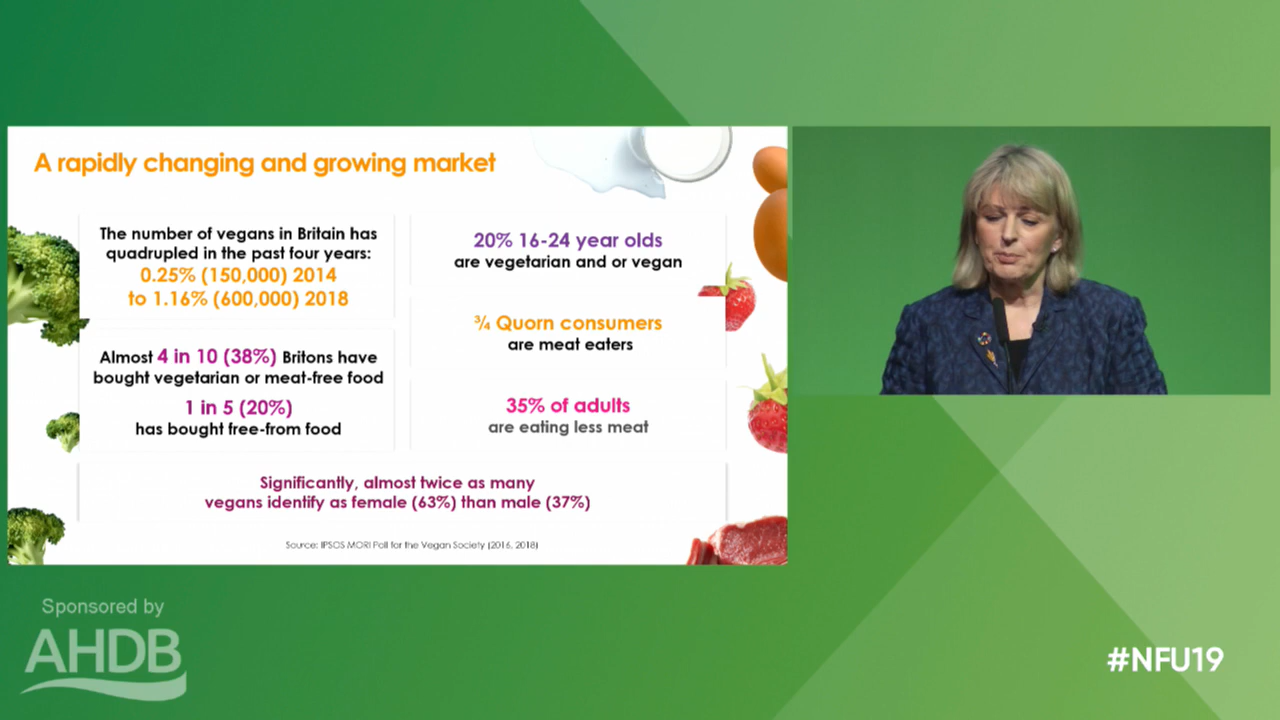 A rapidly changing and growing market
The number of vegans in Britain has
quadrupled in the past four years:
0.25% (150,000) 2014
to 1.16% (600,000) 2018
Almost 4 in 10 (38%) Britons have
bought vegetarian or meat-free food
1 in 5 (20%)
has bought free-from food
20% 16-24 year olds
are vegetarian and or vegan
¾ Quorn consumers
are meat eaters
35% of adults
are eating less meat
Significantly, almost twice as many
vegans identify as female (63%) than male (37%)
Source: IPSOS MORI Poll for the Vegan Society (2016, 2018)
Sponsored by
AHDB
#NFU19